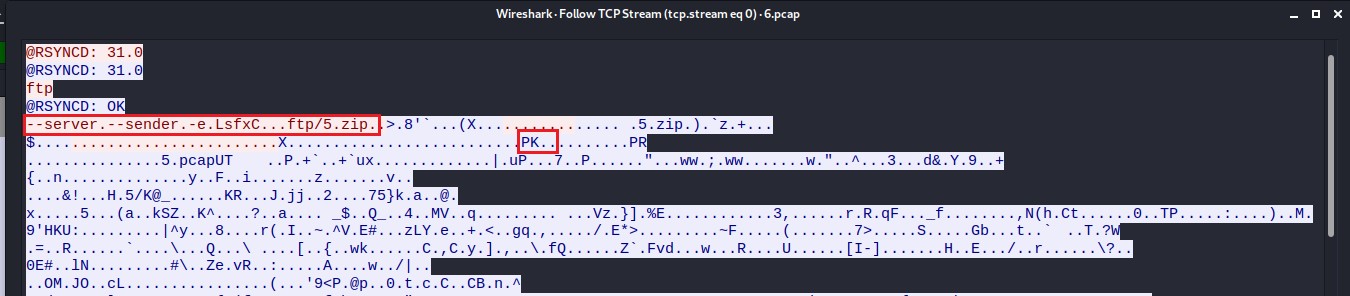 Wireshark · Follow TCP Stream (tcp.stream eq 0) · 6.pcap
@RSYNCD: 31.0
@RSYNCD: 31.0
ftp
@RSYNCD: OK
--server.--sender.-e.LsfxC...ftp/5.zip..>.8'`...(X................ .5.zip.).`z.+...
$...........................X..........................PK...........PR
...............5.pcapUT    ..P.+`..+`ux.............|.uP...7..P......"...ww.;.ww.......w."..^...3...d&.Y.9..+
{..n..............y..F..i.......z.......v..
....&!...H.5/K@_......KR...J.jj..2....75}k.a..@.
x.....5...(a..kSZ..K^....?..a.... _$..Q_..4..MV..q......... ...Vz.}].%E............3,......r.R.qF..._f........,N(h.Ct......0..TP.....:....)..M.
9'HKU:.........|^y...8....r(.I..~.^V.E#...zLY.e..+.<..gq.,...../.E*>.........~F.....(.......7>.....S.....Gb...t..`  ..T.?W
.=..R......`....\...Q...\ .....[..{..wk......C.,C.y.].,..\.fQ......Z`.Fvd...w...R....U......[I-].......H..E.../..r......\?..
0E#..lN.........#\..Ze.vR..:.....A....w../|..
..OM.JO..cL................(...'9<P.@p..0.t.c.C..CB.n.^